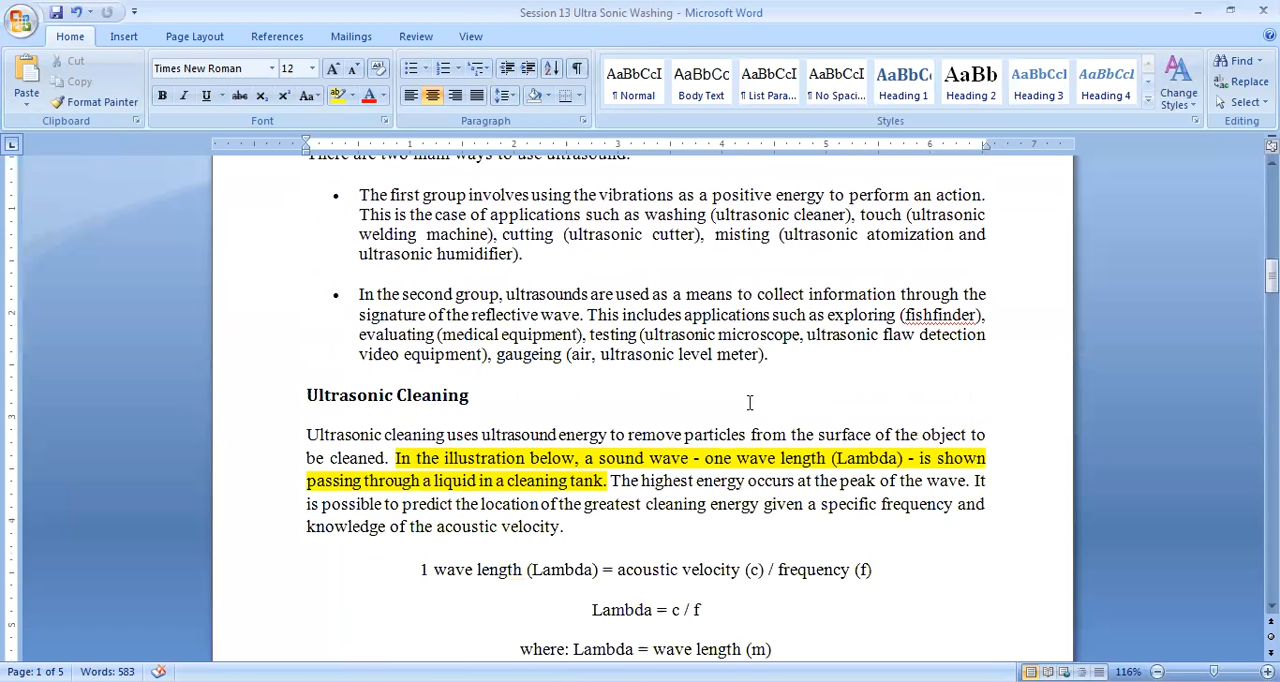 Session 13 Ultra Sonic Washing - Microsoft Word
Home Insert Page Layout References Mailings Review View
Paste
Cut
Copy
Format Painter
Clipboard
Times New Roman 12
B I U abc X₂ X² Aa A
Font
Paragraph
AaBbCcI AaBbCc AaBbCcI AaBbCcI AaBbC AaBb AaBbCcI AaBbCcI
¶ Normal Body Text ¶ List Para... ¶ No Spaci... Heading 1 Heading 2 Heading 3 Heading 4
Change Styles
Styles
Find
Replace
Select
Editing
1 2 3 4 5 6 7
There are two main ways to use ultrasound.
• The first group involves using the vibrations as a positive energy to perform an action.
This is the case of applications such as washing (ultrasonic cleaner), touch (ultrasonic
welding machine), cutting (ultrasonic cutter), misting (ultrasonic atomization and
ultrasonic humidifier).
• In the second group, ultrasounds are used as a means to collect information through the
signature of the reflective wave. This includes applications such as exploring (fishfinder),
evaluating (medical equipment), testing (ultrasonic microscope, ultrasonic flaw detection
video equipment), gaugeing (air, ultrasonic level meter).
Ultrasonic Cleaning
Ultrasonic cleaning uses ultrasound energy to remove particles from the surface of the object to
be cleaned. In the illustration below, a sound wave - one wave length (Lambda) - is shown
passing through a liquid in a cleaning tank. The highest energy occurs at the peak of the wave. It
is possible to predict the location of the greatest cleaning energy given a specific frequency and
knowledge of the acoustic velocity.
1 wave length (Lambda) = acoustic velocity (c) / frequency (f)
Lambda = c / f
where: Lambda = wave length (m)
Page: 1 of 5 Words: 583
116%